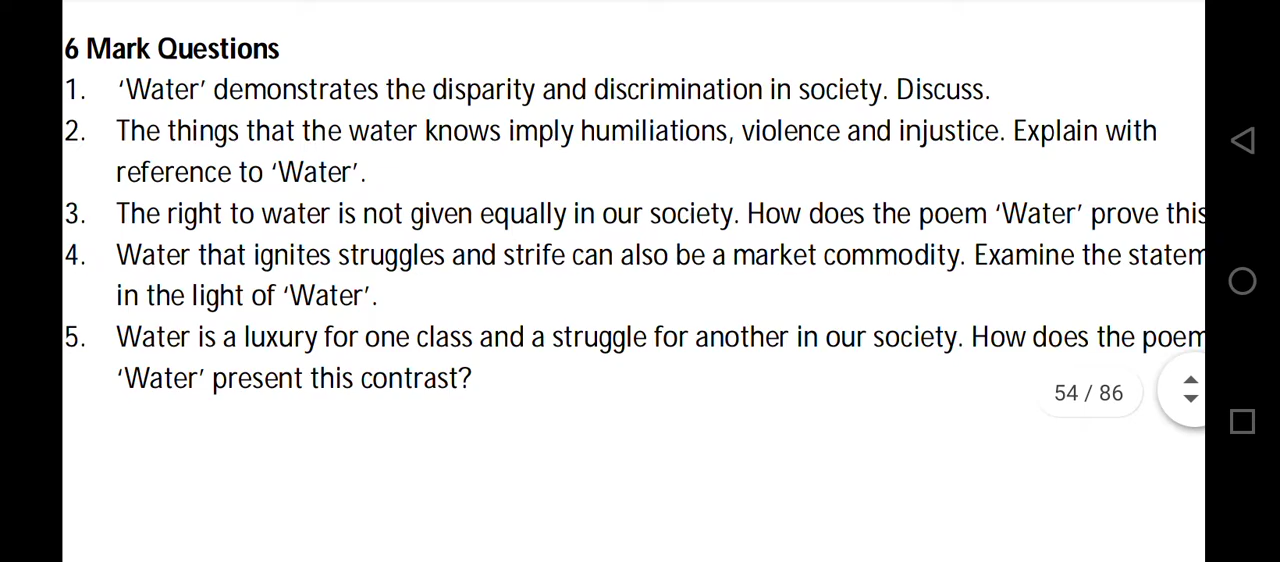 6 Mark Questions
1. ‘Water’ demonstrates the disparity and discrimination in society. Discuss.
2. The things that the water knows imply humiliations, violence and injustice. Explain with
reference to ‘Water’.
3. The right to water is not given equally in our society. How does the poem ‘Water’ prove this
4. Water that ignites struggles and strife can also be a market commodity. Examine the
in the light of ‘Water’.
5. Water is a luxury for one class and a struggle for another in our society. How does the poem
‘Water’ present this contrast?
54 / 86